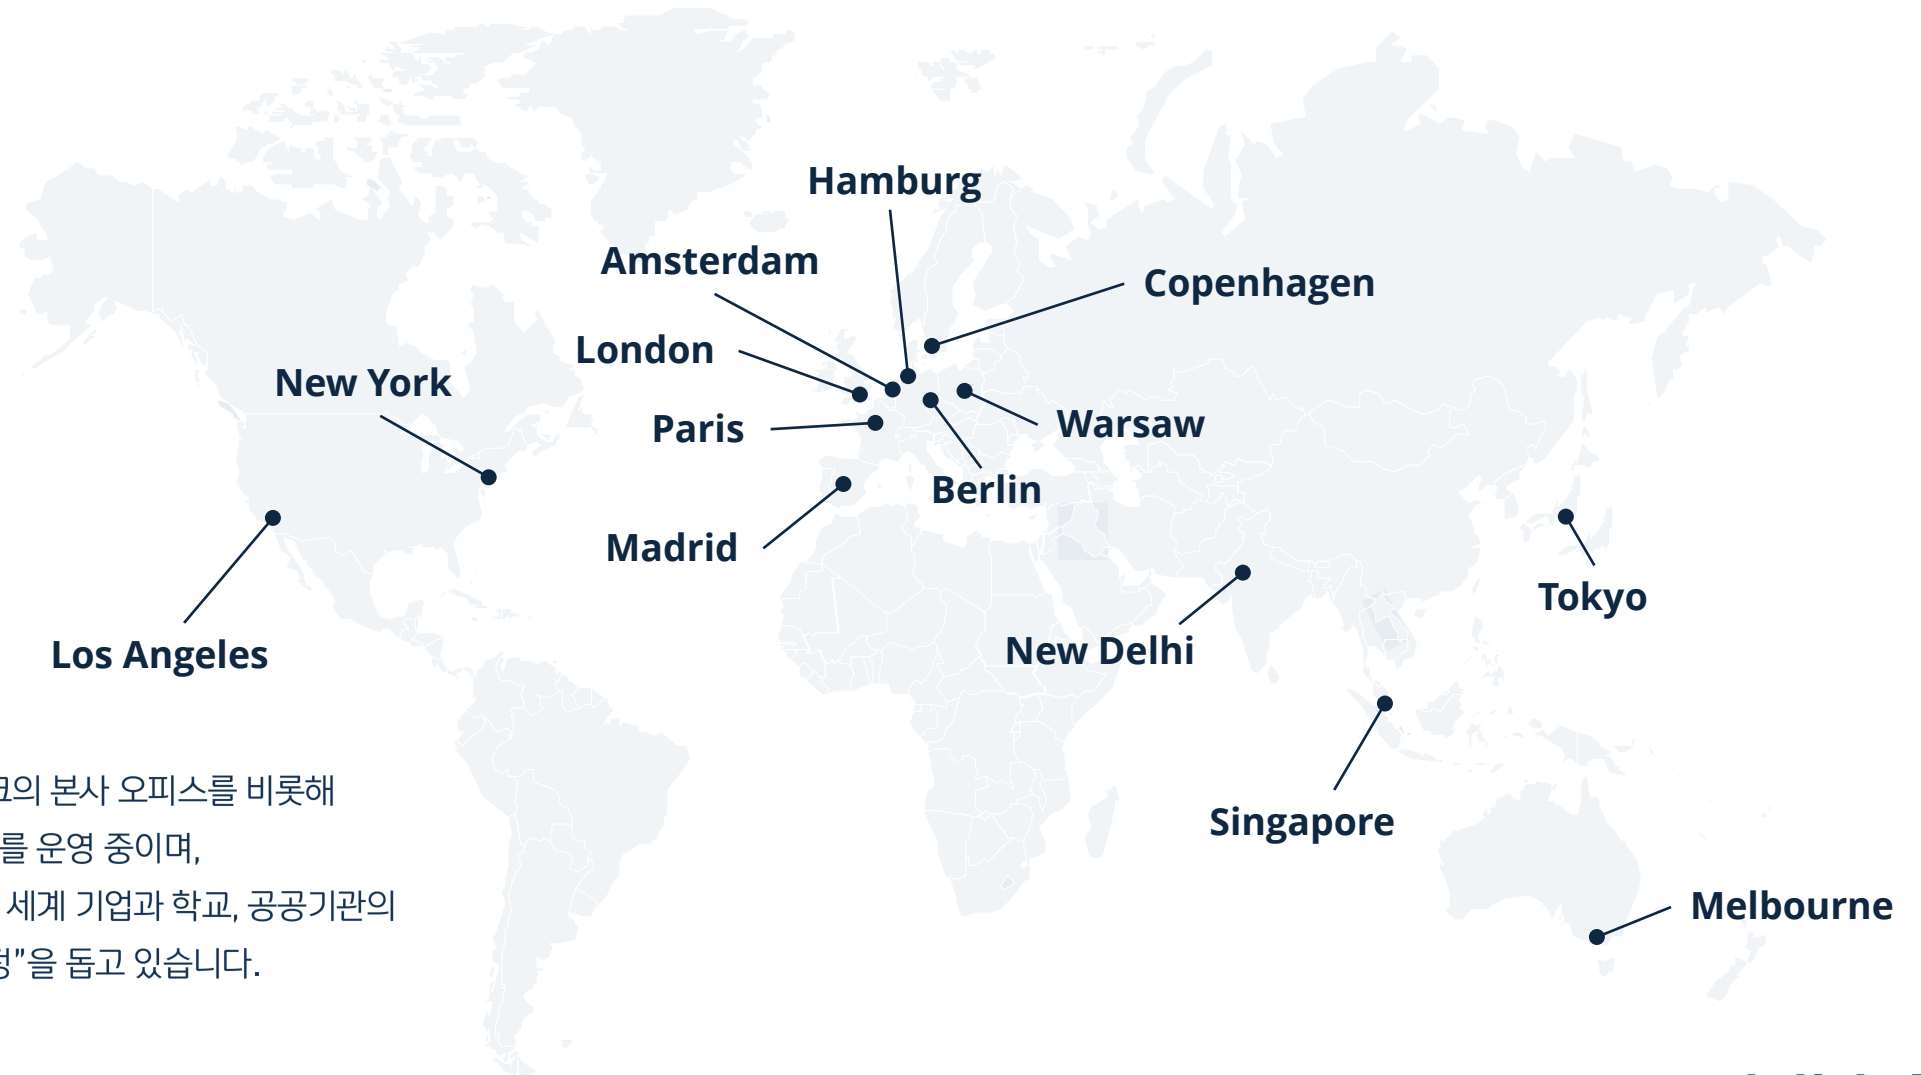 Hamburg
Amsterdam
Copenhagen
London
New York
Paris
Warsaw
Berlin
Madrid
Tokyo
New Delhi
Los Angeles
Singapore
Melbourne
크의 본사 오피스를 비롯해
를 운영 중이며,
세계 기업과 학교, 공공기관의
정”을 돕고 있습니다.